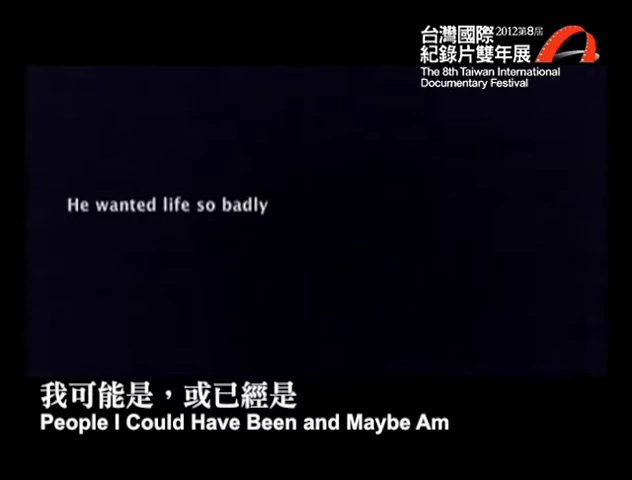 台灣國際2012第8屆
紀錄片雙年展
The 8th Taiwan International
Documentary Festival
He wanted life so badly
我可能是，或已經是
People I Could Have Been and Maybe Am